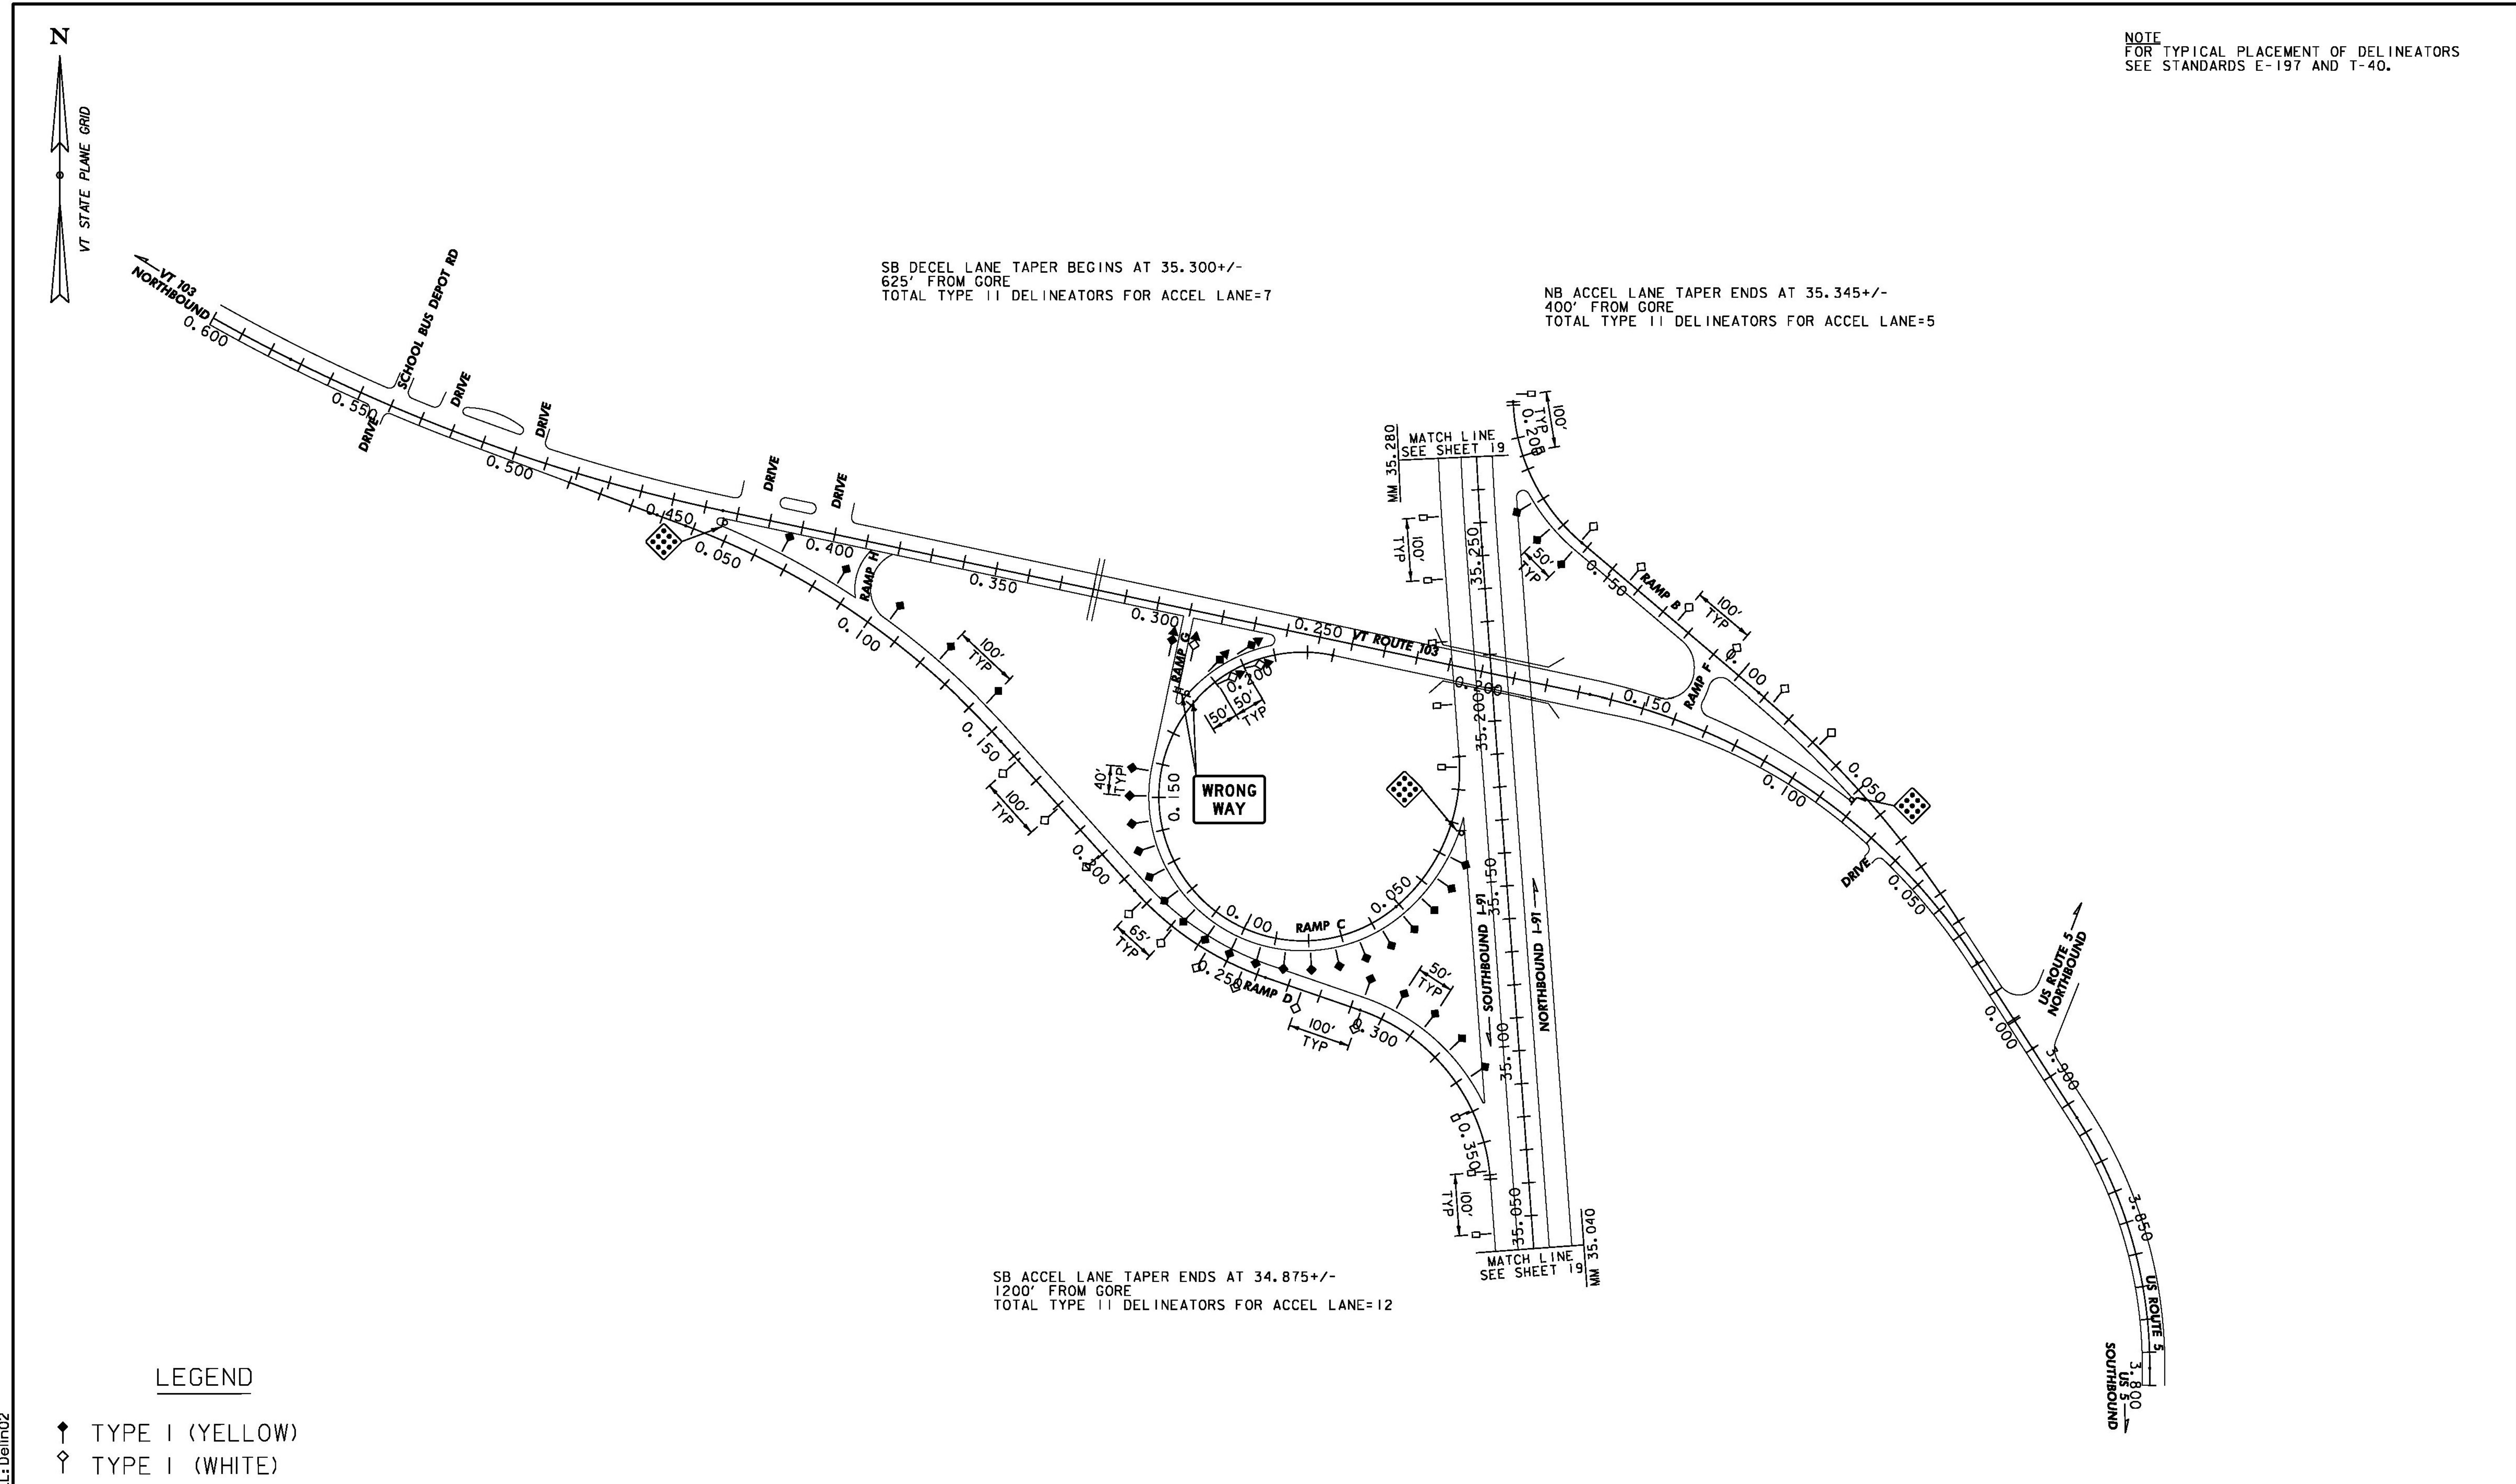 N
VT STATE PLANE GRID
NOTE
FOR TYPICAL PLACEMENT OF DELINEATORS
SEE STANDARDS E-197 AND T-40.
SB DECEL LANE TAPER BEGINS AT 35.300+/-
625' FROM GORE
TOTAL TYPE II DELINEATORS FOR ACCEL LANE=7
NB ACCEL LANE TAPER ENDS AT 35.345+/-
400' FROM GORE
TOTAL TYPE II DELINEATORS FOR ACCEL LANE=5
VT 103
NORTHBOUND
0.600
SCHOOL BUS DEPOT RD
0.550
DRIVE
DRIVE
DRIVE
0.500
DRIVE
DRIVE
0.450
0.400
0.050
RAMP H
0.350
0.100
0.300
0.250
VT ROUTE 103
0.200
0.150
0.100
0.050
0.000
100'
TYP
0.150
100'
TYP
0.200
65'
TYP
0.250
RAMP D
100'
TYP
0.300
50'
TYP
0.350
100'
TYP
RAMP G
0.200
50'
50'
TYP
40'
TYP
0.150
WRONG
WAY
0.100
RAMP C
0.050
MM 35.280
MATCH LINE
SEE SHEET 19
100'
TYP
35.250
35.200
35.150
35.100
35.050
SOUTHBOUND I-91
NORTHBOUND I-91
MATCH LINE
SEE SHEET 19
MM 35.040
100'
TYP
0.200
50'
TYP
0.150
RAMP B
100'
TYP
0.100
RAMP F
0.050
DRIVE
US ROUTE 5
NORTHBOUND
3.900
3.850
US ROUTE 5
3.800
US 5
SOUTHBOUND
SB ACCEL LANE TAPER ENDS AT 34.875+/-
1200' FROM GORE
TOTAL TYPE II DELINEATORS FOR ACCEL LANE=12
LEGEND
TYPE I (YELLOW)
TYPE I (WHITE)